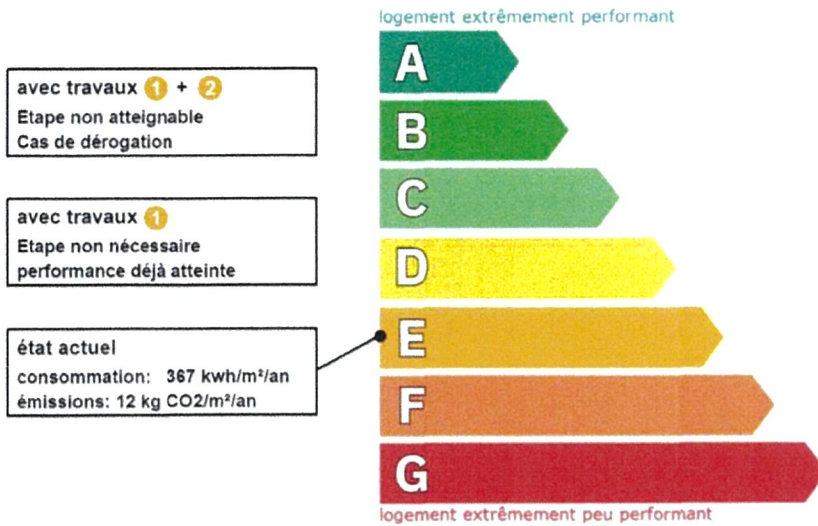 logement extrêmement performant
A
B
C
D
E
F
G
logement extrêmement peu performant
avec travaux 1 + 2
Etape non atteignable
Cas de dérogation
avec travaux 1
Etape non nécessaire
performance déjà atteinte
état actuel
consommation: 367 kwh/m²/an
émissions: 12 kg CO2/m²/an